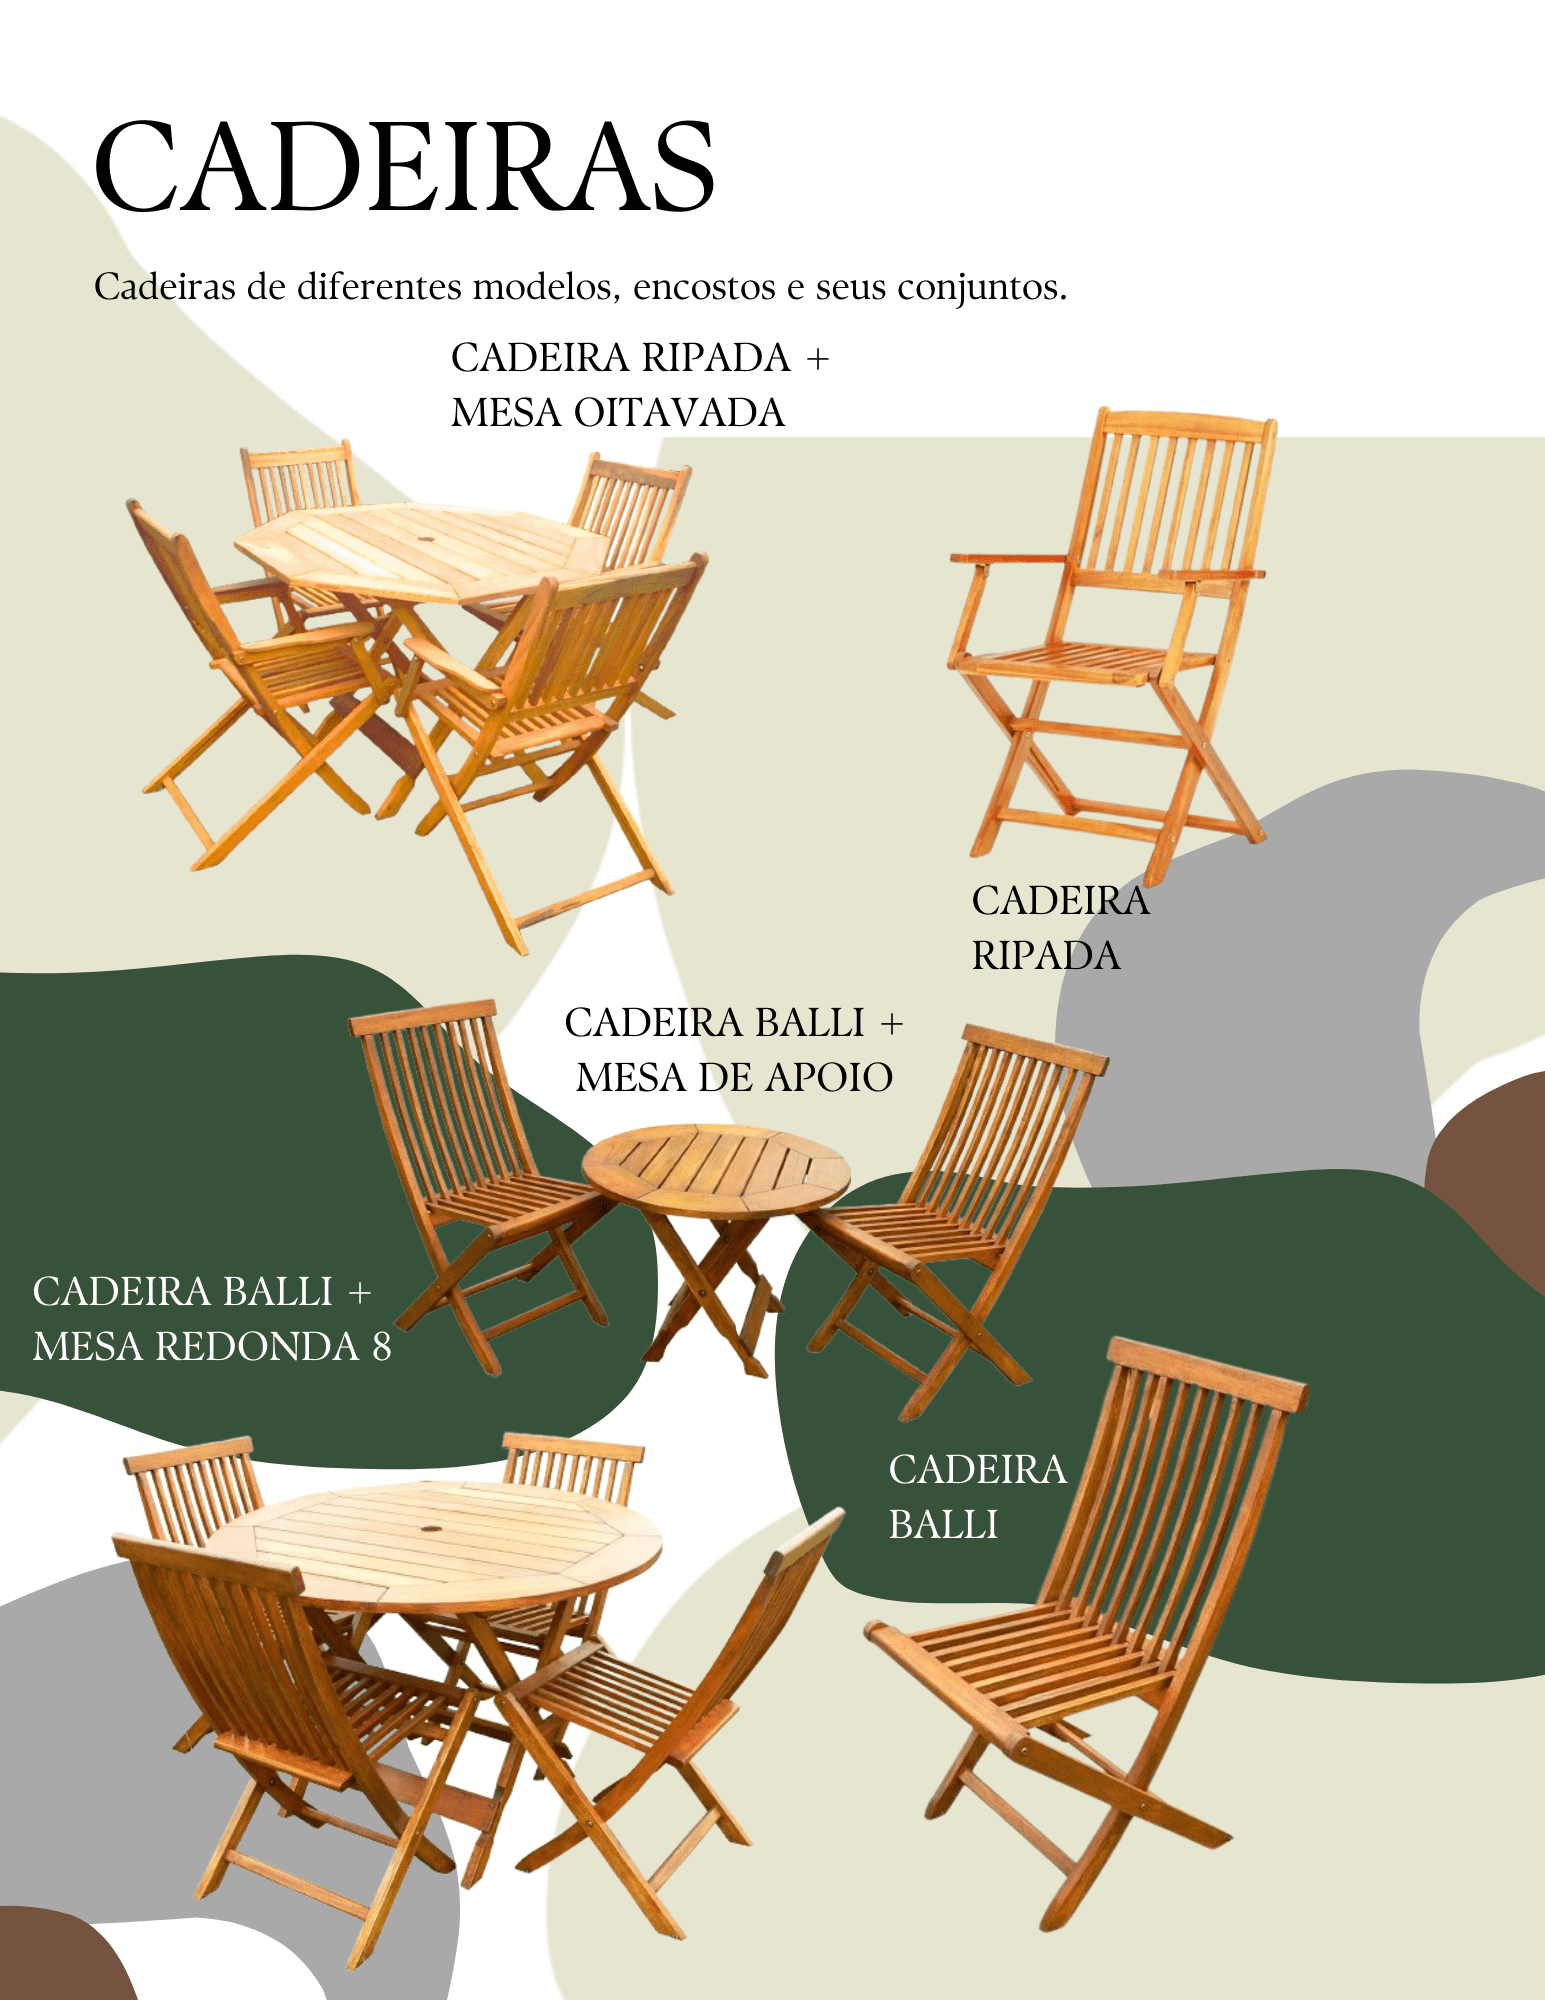 CADEIRAS
Cadeiras de diferentes modelos, encostos e seus conjuntos.
CADEIRA RIPADA +
MESA OITAVADA
CADEIRA
RIPADA
CADEIRA BALLI +
MESA DE APOIO
CADEIRA BALLI +
MESA REDONDA 8
CADEIRA
BALLI